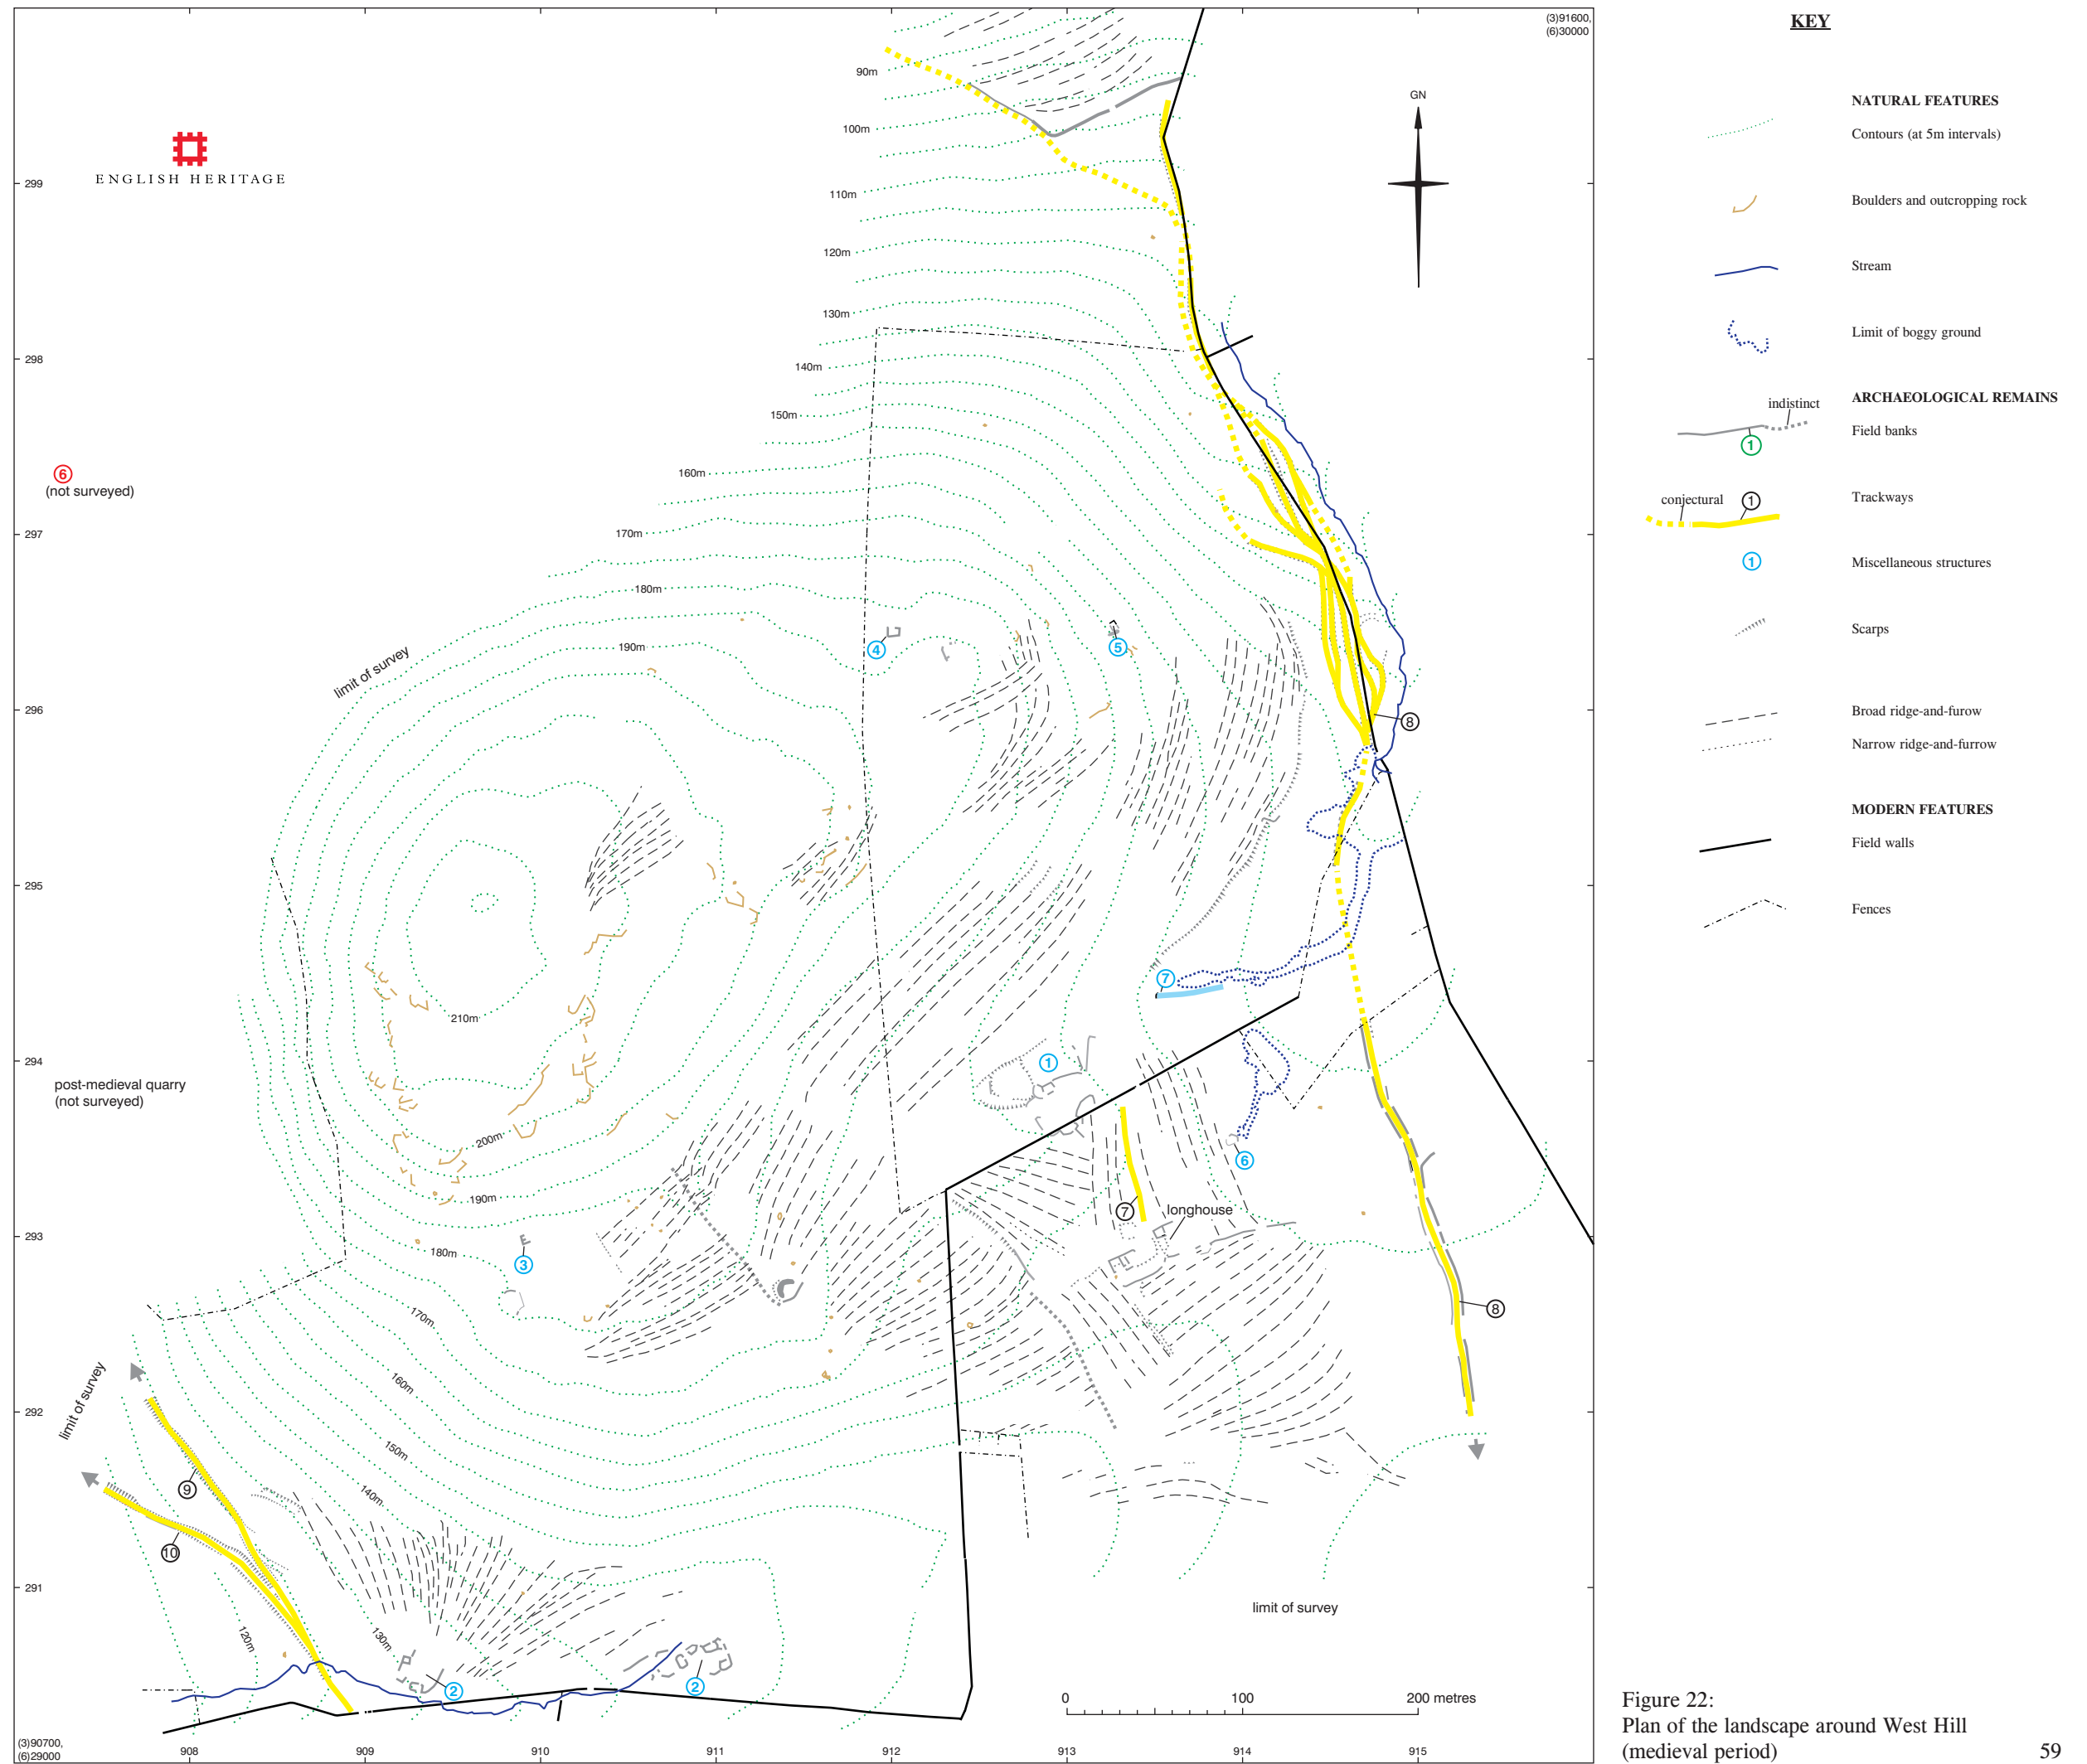 (3)91600,
(6)30000
90m
100m
110m
120m
130m
140m
150m
160m
170m
180m
190m
GN
ENGLISH HERITAGE
299
298
297
296
295
294
293
292
291
6
(not surveyed)
limit of survey
4
5
8
7
210m
1
post-medieval quarry
(not surveyed)
200m
190m
6
7
longhouse
180m
3
170m
8
160m
limit of survey
150m
9
140m
10
limit of survey
120m
130m
2
2
0 100 200 metres
(3)90700,
(6)29000
908 909 910 911 912 913 914 915
KEY
NATURAL FEATURES
Contours (at 5m intervals)
Boulders and outcropping rock
Stream
Limit of boggy ground
ARCHAEOLOGICAL REMAINS
indistinct
Field banks
1
conjectural
1
Trackways
1
Miscellaneous structures
Scarps
Broad ridge-and-furow
Narrow ridge-and-furrow
MODERN FEATURES
Field walls
Fences
Figure 22:
Plan of the landscape around West Hill
(medieval period)
59